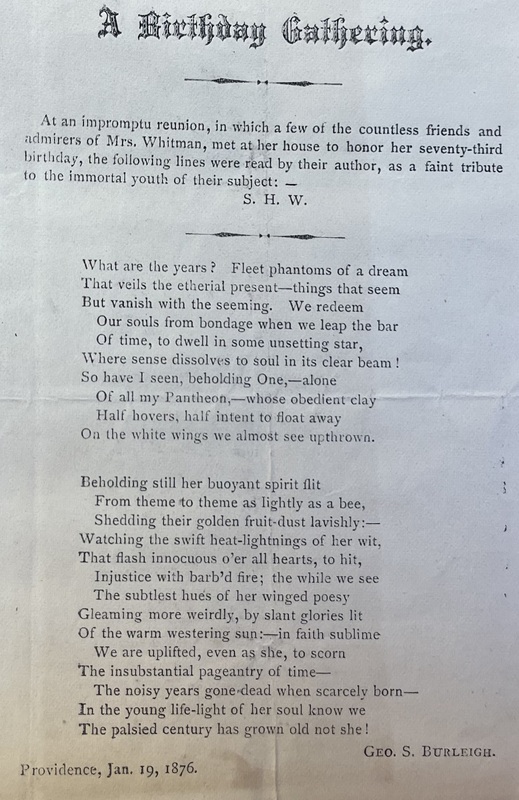 A Birthday Gathering.
At an impromptu reunion, in which a few of the countless friends and
admirers of Mrs. Whitman, met at her house to honor her seventy-third
birthday, the following lines were read by their author, as a faint tribute
to the immortal youth of their subject: —
S. H. W.
What are the years? Fleet phantoms of a dream
That veils the etherial present—things that seem
But vanish with the seeming. We redeem
Our souls from bondage when we leap the bar
Of time, to dwell in some unsetting star,
Where sense dissolves to soul in its clear beam!
So have I seen, beholding One,—alone
Of all my Pantheon,—whose obedient clay
Half hovers, half intent to float away
On the white wings we almost see upthrown.
Beholding still her buoyant spirit flit
From theme to theme as lightly as a bee,
Shedding their golden fruit-dust lavishly:—
Watching the swift heat-lightnings of her wit,
That flash innocuous o'er all hearts, to hit,
Injustice with barb'd fire; the while we see
The subtlest hues of her winged poesy
Gleaming more weirdly, by slant glories lit
Of the warm westering sun:—in faith sublime
We are uplifted, even as she, to scorn
The insubstantial pageantry of time—
The noisy years gone-dead when scarcely born—
In the young life-light of her soul know we
The palsied century has grown old not she!
GEO. S. BURLEIGH.
Providence, Jan. 19, 1876.